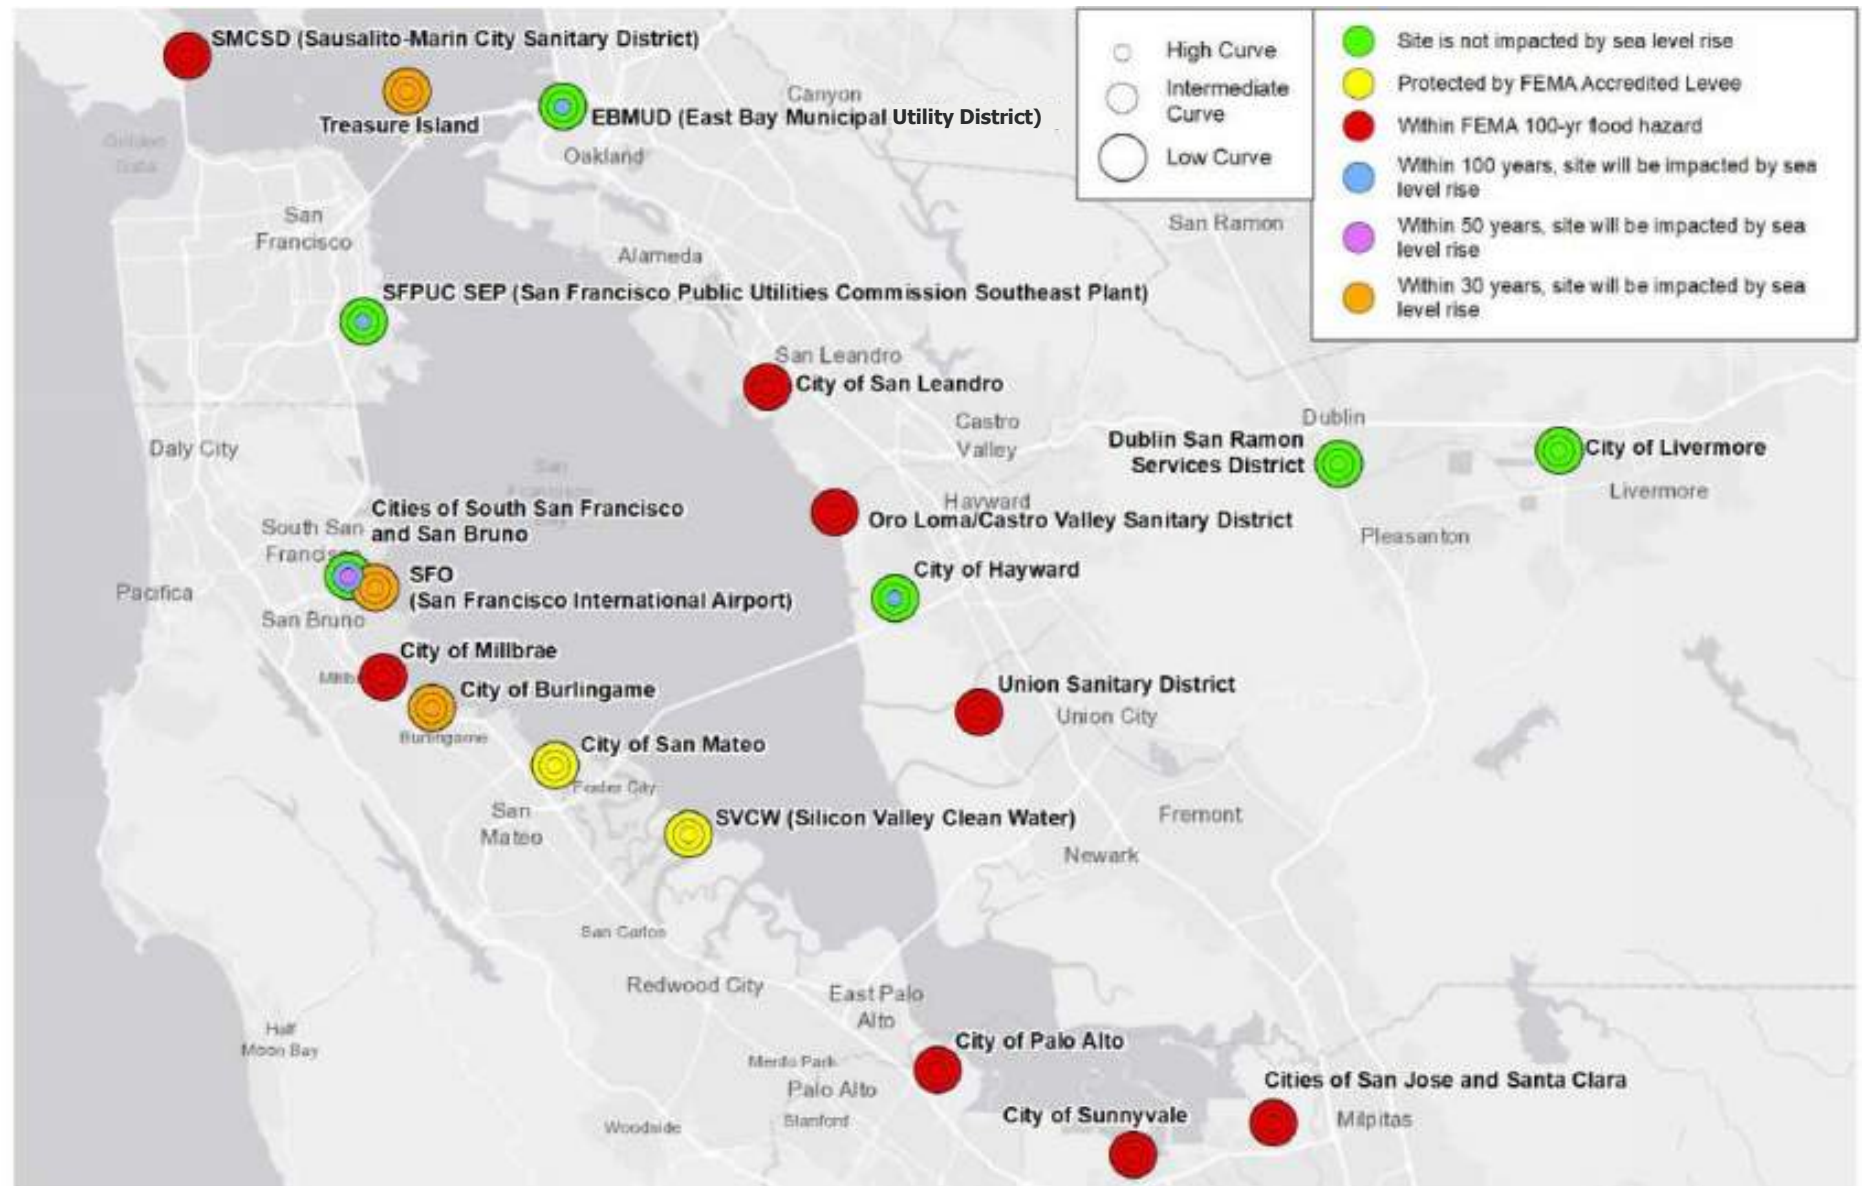 SMCSD (Sausalito-Marin City Sanitary District)
Treasure Island
EBMUD (East Bay Municipal Utility District)
Canyon
Oakland
Golden
Gate
High Curve
Intermediate
Curve
Low Curve
Site is not impacted by sea level rise
Protected by FEMA Accredited Levee
Within FEMA 100-yr flood hazard
Within 100 years, site will be impacted by sea
level rise
Within 50 years, site will be impacted by sea
level rise
Within 30 years, site will be impacted by sea
level rise
San
Francisco
Alameda
San Ramon
SFPUC SEP (San Francisco Public Utilities Commission Southeast Plant)
San Leandro
City of San Leandro
Daly City
San
Francisco
Bay
Castro
Valley
Dublin
Dublin San Ramon
Services District
City of Livermore
Livermore
Pleasanton
Hayward
Oro Loma/Castro Valley Sanitary District
Cities of South San Francisco
and San Bruno
South San
Francisco
SFO
(San Francisco International Airport)
Pacifica
San Bruno
City of Hayward
City of Millbrae
City of Burlingame
Burlingame
Union Sanitary District
Union City
City of San Mateo
Foster City
San
Mateo
SVCW (Silicon Valley Clean Water)
Fremont
Newark
San Carlos
Redwood City
East Palo
Alto
Half
Moon Bay
City of Palo Alto
Menlo Park
Palo Alto
Stanford
Woodside
Cities of San Jose and Santa Clara
City of Sunnyvale
Milpitas